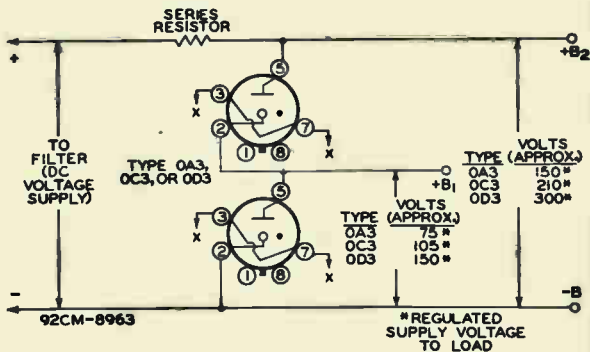 SERIES
RESISTOR
+
+B2
5
3
X
2
7
X
1
8
TO
FILTER
(DC
VOLTAGE
SUPPLY)
TYPE 0A3,
0C3, OR 0D3
+B1
VOLTS
TYPE (APPROX.)
0A3 150*
0C3 210*
0D3 300*
5
3
X
2
7
X
1
8
VOLTS
TYPE (APPROX.)
0A3 75*
0C3 105*
0D3 150*
-
-B
92CM-8963
*REGULATED
SUPPLY VOLTAGE
TO LOAD